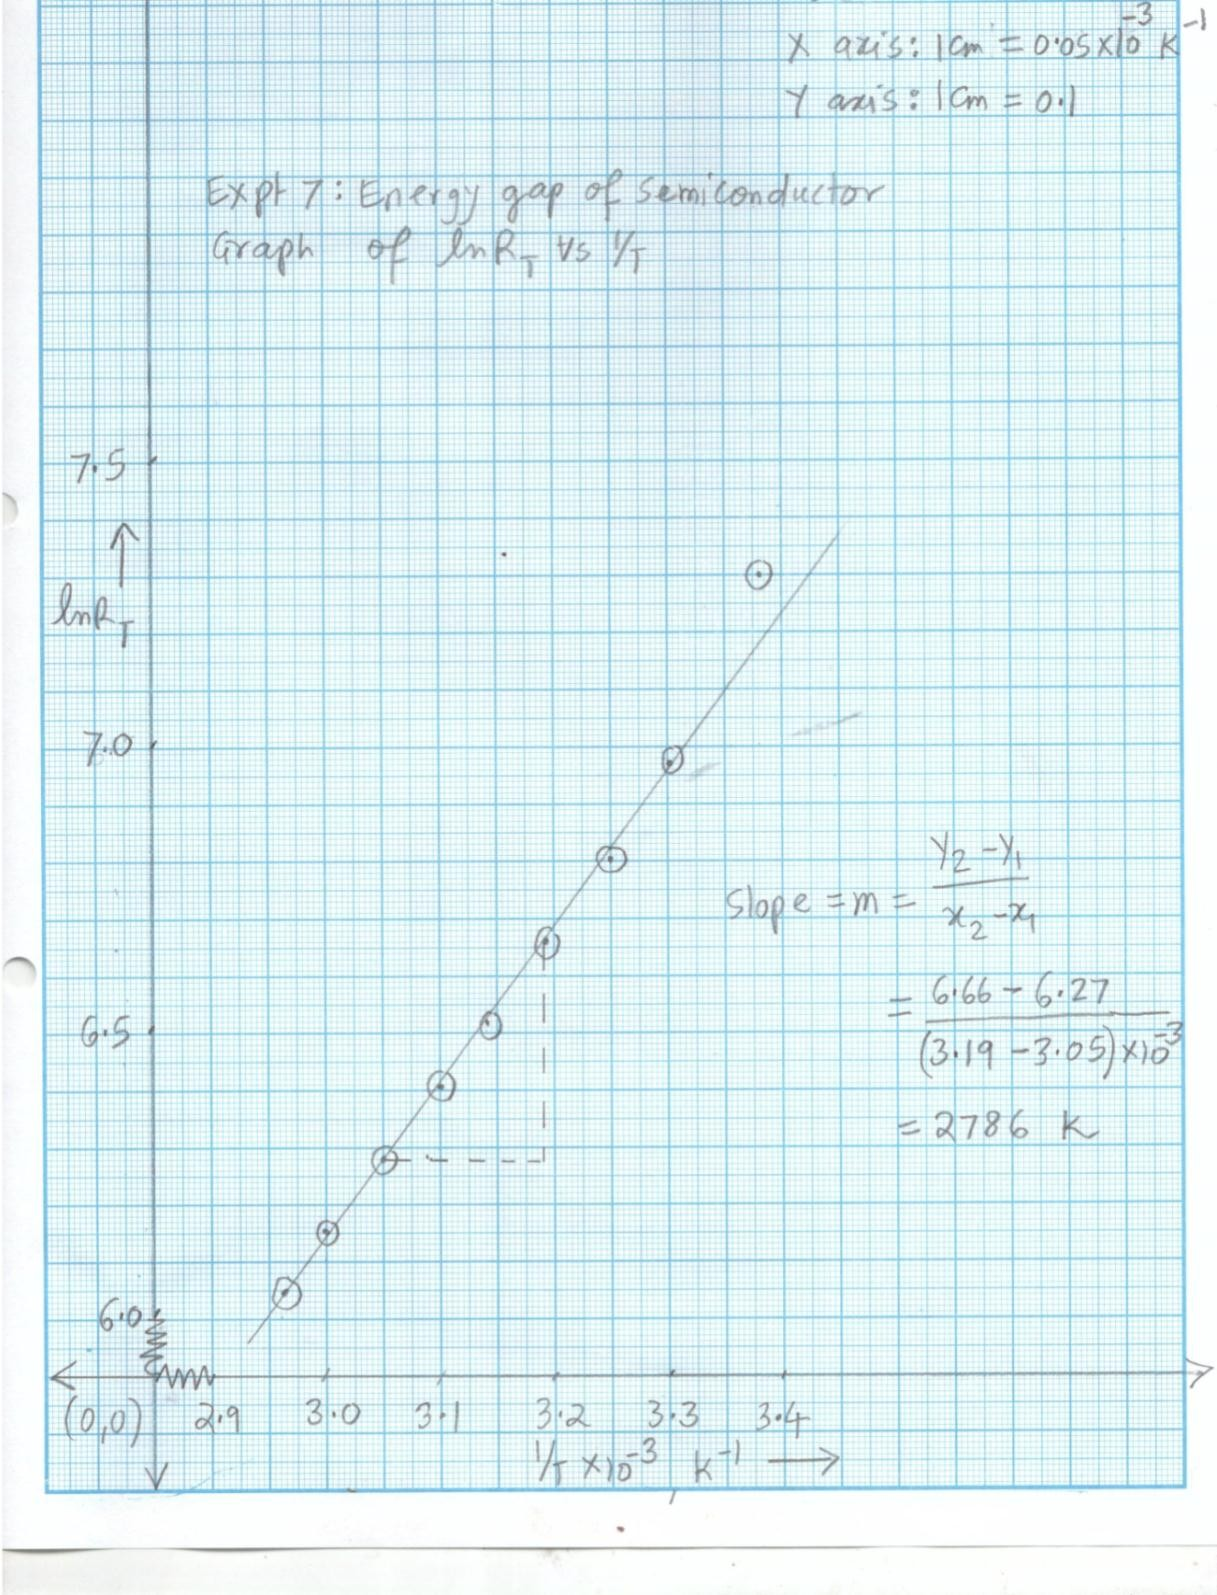 X axis: 1cm = 0.05×10⁻³ K⁻¹
Y axis: 1cm = 0.1
Expt 7: Energy gap of semiconductor
Graph of lnR_T vs 1/T
7.5
lnR_T
7.0
6.5
6.0
Slope = m = (y₂ - y₁)/(x₂ - x₁)
= (6.66 - 6.27)/((3.19 - 3.05)×10⁻³)
= 2786 K
(0,0) 2.9 3.0 3.1 3.2 3.3 3.4
1/T ×10⁻³ K⁻¹ →